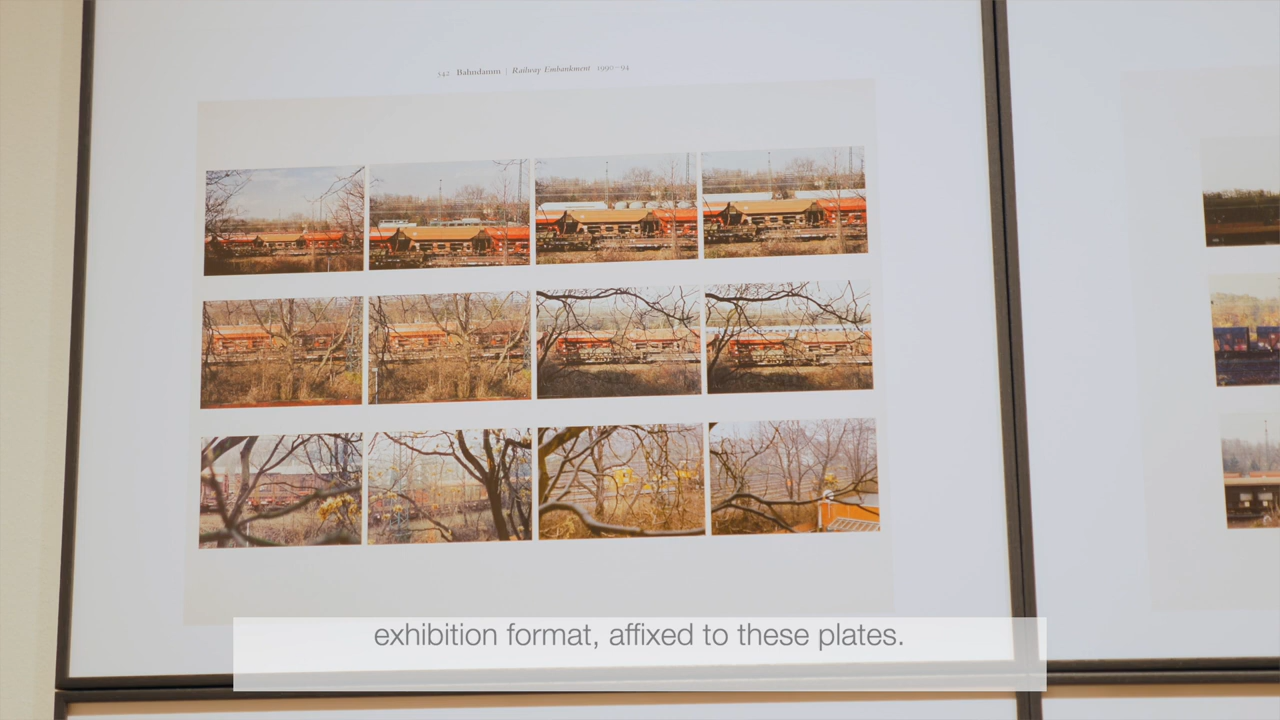 342 Bahndamm | Railway Embankment 1990–94
exhibition format, affixed to these plates.